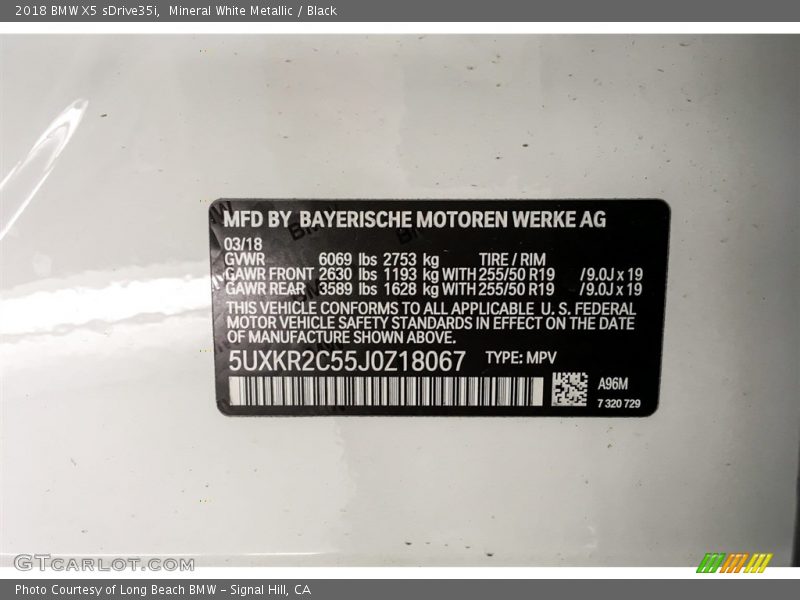 2018 BMW X5 sDrive35i, Mineral White Metallic / Black
MFD BY BAYERISCHE MOTOREN WERKE AG
03/18
GVWR 6069 lbs 2753 kg TIRE / RIM
GAWR FRONT 2630 lbs 1193 kg WITH 255/50 R19 /9.0J x 19
GAWR REAR 3589 lbs 1628 kg WITH 255/50 R19 /9.0J x 19
THIS VEHICLE CONFORMS TO ALL APPLICABLE U. S. FEDERAL
MOTOR VEHICLE SAFETY STANDARDS IN EFFECT ON THE DATE
OF MANUFACTURE SHOWN ABOVE.
5UXKR2C55J0Z18067 TYPE: MPV
A96M
7 320 729
GTCARLOT.COM
Photo Courtesy of Long Beach BMW - Signal Hill, CA